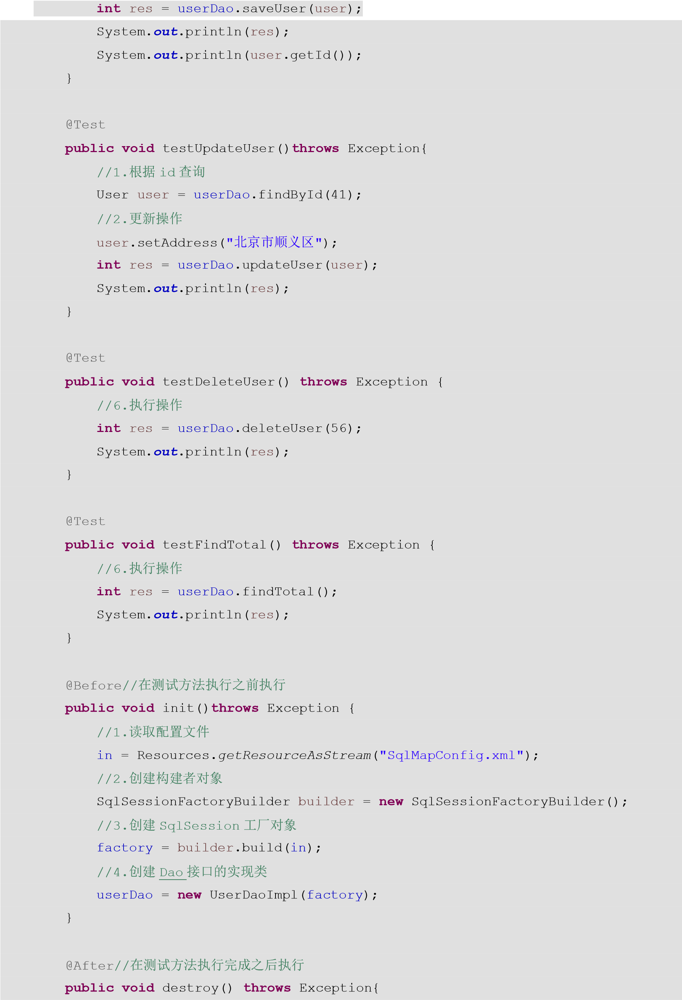 int res = userDao.saveUser(user);
System.out.println(res);
System.out.println(user.getId());
}
@Test
public void testUpdateUser()throws Exception{
//1.根据 id 查询
User user = userDao.findById(41);
//2.更新操作
user.setAddress("北京市顺义区");
int res = userDao.updateUser(user);
System.out.println(res);
}
@Test
public void testDeleteUser() throws Exception {
//6.执行操作
int res = userDao.deleteUser(56);
System.out.println(res);
}
@Test
public void testFindTotal() throws Exception {
//6.执行操作
int res = userDao.findTotal();
System.out.println(res);
}
@Before//在测试方法执行之前执行
public void init()throws Exception {
//1.读取配置文件
in = Resources.getResourceAsStream("SqlMapConfig.xml");
//2.创建构建者对象
SqlSessionFactoryBuilder builder = new SqlSessionFactoryBuilder();
//3.创建 SqlSession 工厂对象
factory = builder.build(in);
//4.创建 Dao 接口的实现类
userDao = new UserDaoImpl(factory);
}
@After//在测试方法执行完成之后执行
public void destroy() throws Exception{